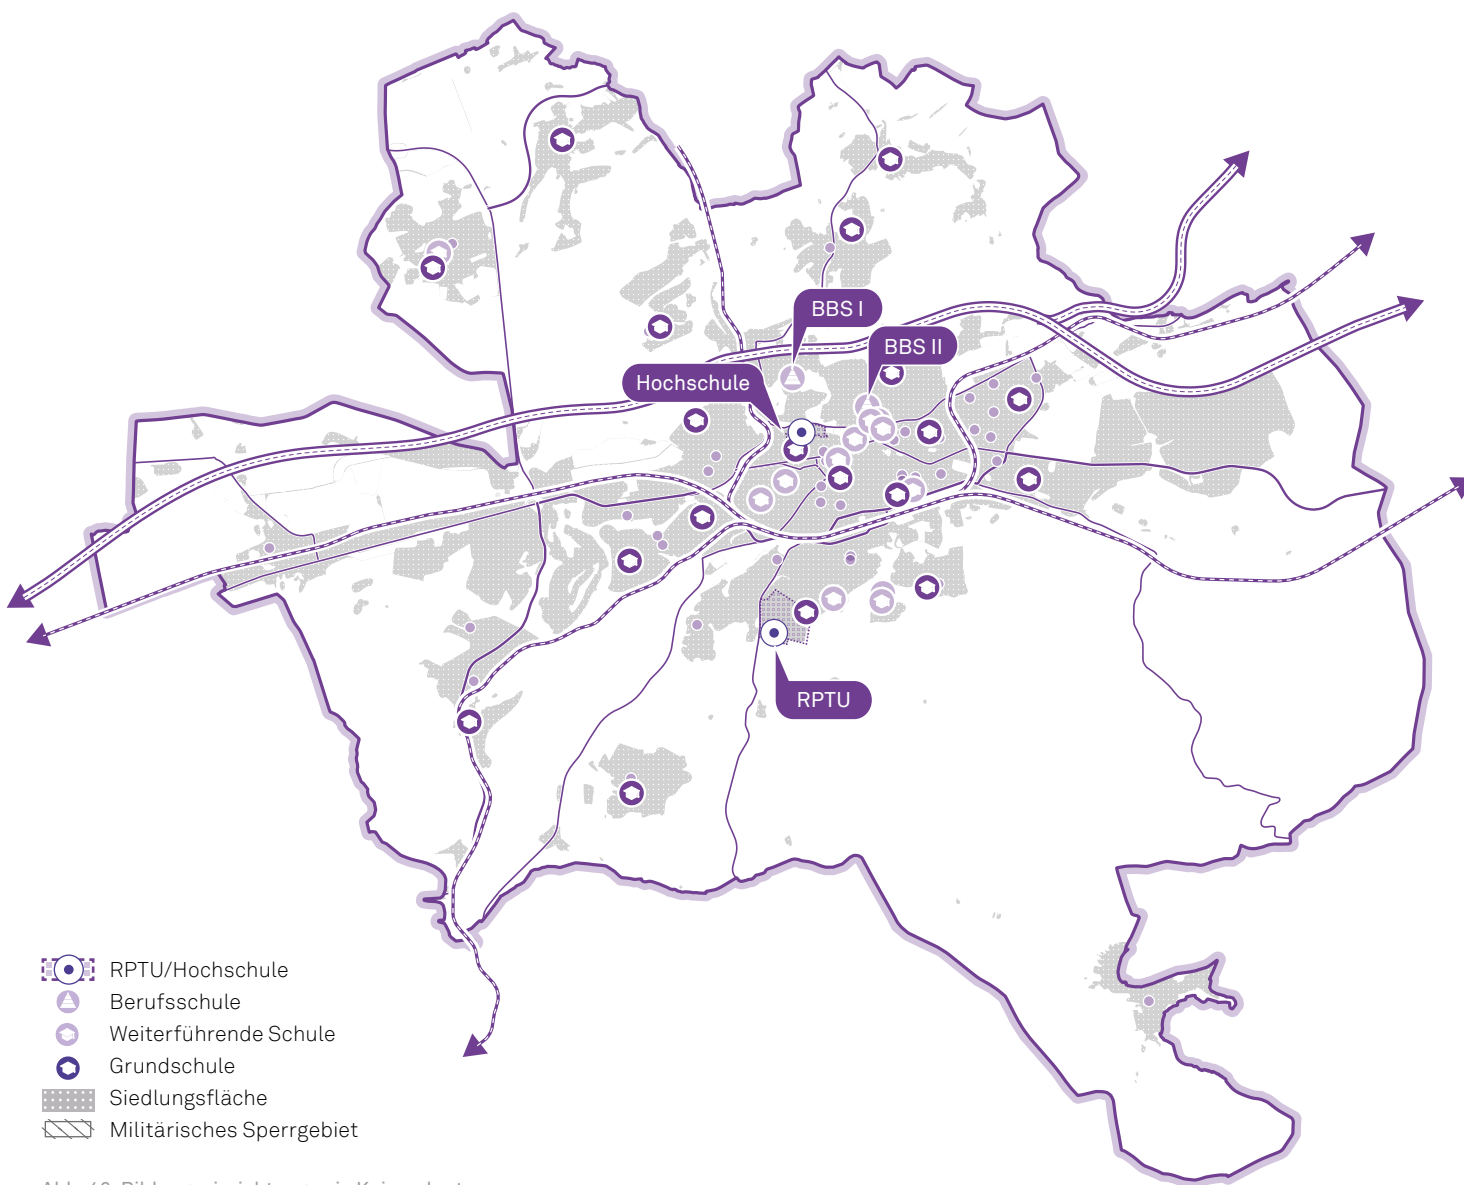 BBS I
BBS II
Hochschule
RPTU
RPTU/Hochschule
Berufsschule
Weiterführende Schule
Grundschule
Siedlungsfläche
Militärisches Sperrgebiet